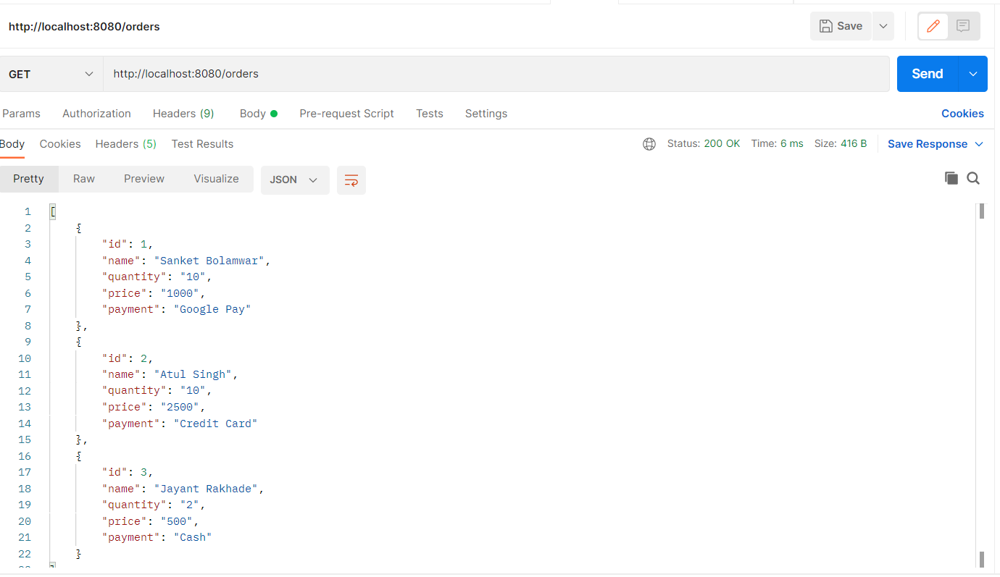 http://localhost:8080/orders
Save
GET
http://localhost:8080/orders
Send
Params Authorization Headers (9) Body Pre-request Script Tests Settings Cookies
Body Cookies Headers (5) Test Results Status: 200 OK Time: 6 ms Size: 416 B Save Response
Pretty Raw Preview Visualize JSON
1 [
2 {
3 "id": 1,
4 "name": "Sanket Bolamwar",
5 "quantity": "10",
6 "price": "1000",
7 "payment": "Google Pay"
8 },
9 {
10 "id": 2,
11 "name": "Atul Singh",
12 "quantity": "10",
13 "price": "2500",
14 "payment": "Credit Card"
15 },
16 {
17 "id": 3,
18 "name": "Jayant Rakhade",
19 "quantity": "2",
20 "price": "500",
21 "payment": "Cash"
22 }